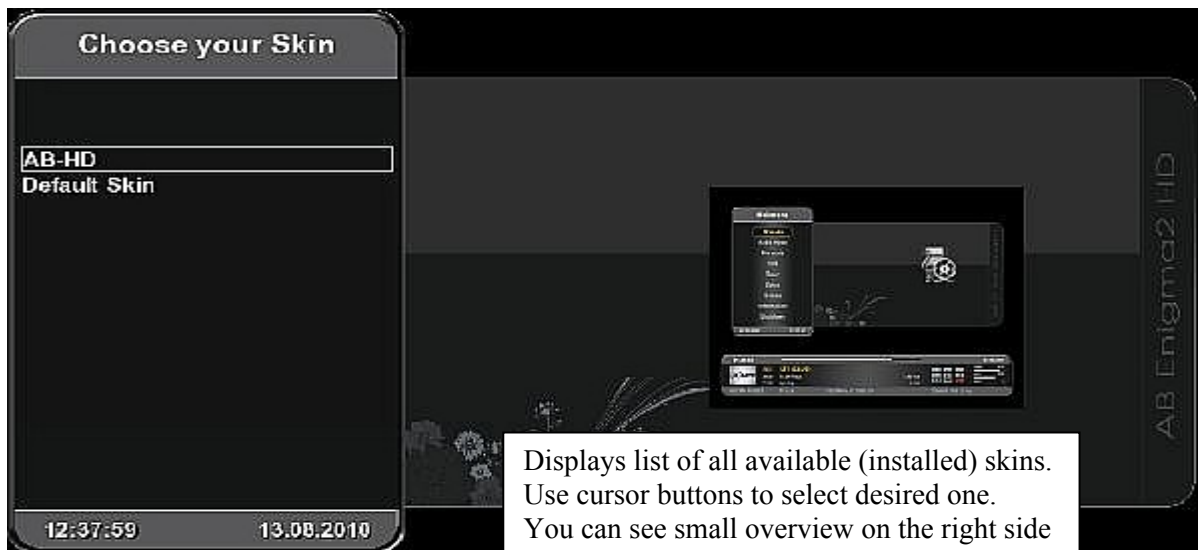 Choose your Skin
AB-HD
Default Skin
12:37:59
13.08.2010
AB Enigma2 HD
Displays list of all available (installed) skins.
Use cursor buttons to select desired one.
You can see small overview on the right side